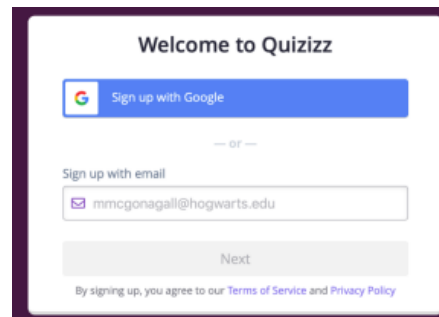 Welcome to Quizizz
G Sign up with Google
— or —
Sign up with email
mmcgonagall@hogwarts.edu
Next
By signing up, you agree to our Terms of Service and Privacy Policy